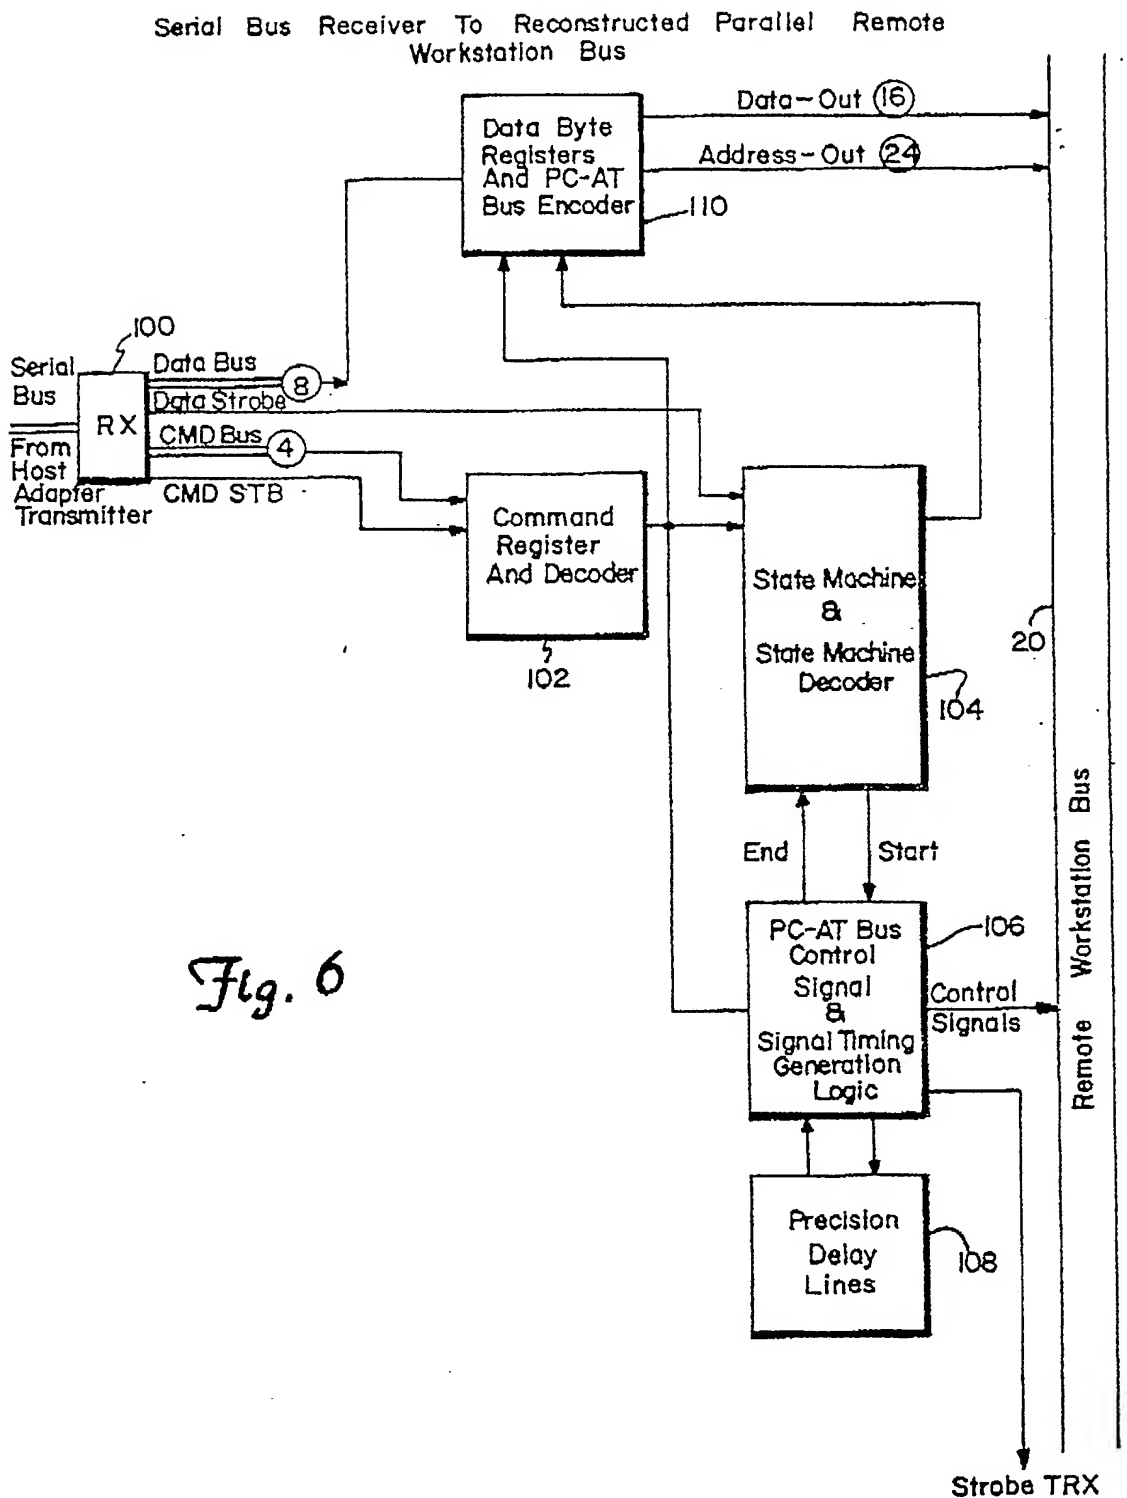 Serial Bus Receiver To Reconstructed Parallel Remote
Workstation Bus
Data-Out 16
Address-Out 24
Data Byte
Registers
And PC-AT
Bus Encoder
110
100
Serial
Bus
From
Host
Adapter
Transmitter
RX
Data Bus
8
Data Strobe
CMD Bus
4
CMD STB
Command
Register
And Decoder
102
State Machine
&
State Machine
Decoder
104
20
End
Start
PC-AT Bus
Control
Signal
&
Signal Timing
Generation
Logic
106
Control
Signals
Remote Workstation Bus
Fig. 6
Precision
Delay
Lines
108
Strobe TRX